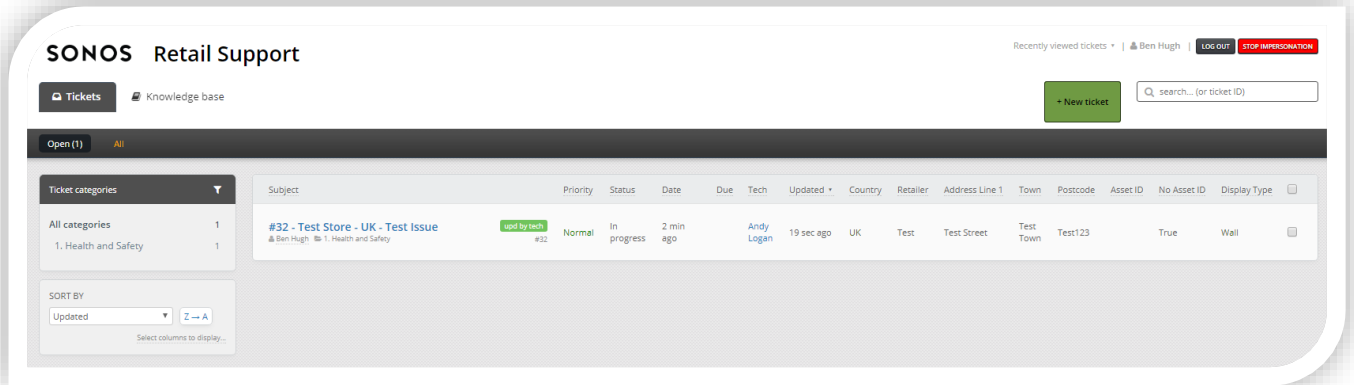 SONOS Retail Support
Recently viewed tickets ▾ | Ben Hugh | LOG OUT STOP IMPERSONATION
Tickets Knowledge base
+ New ticket
search... (or ticket ID)
Open (1) All
Ticket categories
All categories 1
1. Health and Safety 1
SORT BY
Updated ▼ Z → A
Select columns to display...
Subject Priority Status Date Due Tech Updated ▾ Country Retailer Address Line 1 Town Postcode Asset ID No Asset ID Display Type
#32 - Test Store - UK - Test Issue upd by tech Normal In progress 2 min ago Andy Logan 19 sec ago UK Test Test Street Test Town Test123 True Wall
Ben Hugh 1. Health and Safety #32